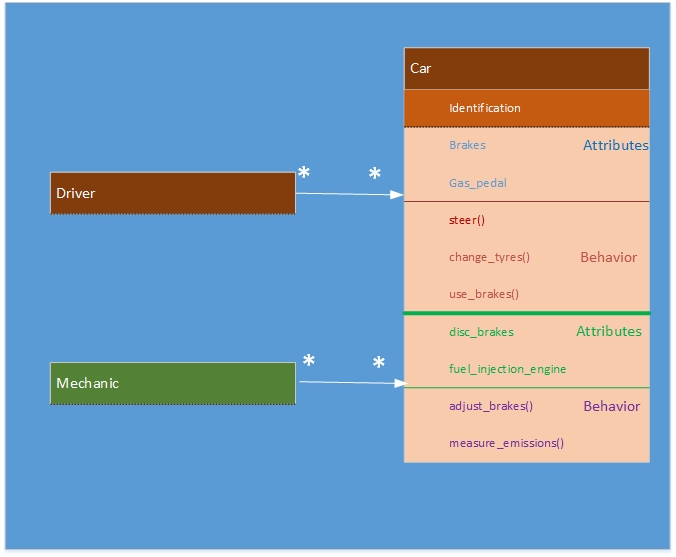 Car
Identification
Brakes Attributes
Gas_pedal
* *
Driver
steer()
change_tyres() Behavior
use_brakes()
disc_brakes Attributes
* *
fuel_injection_engine
Mechanic
adjust_brakes() Behavior
measure_emissions()